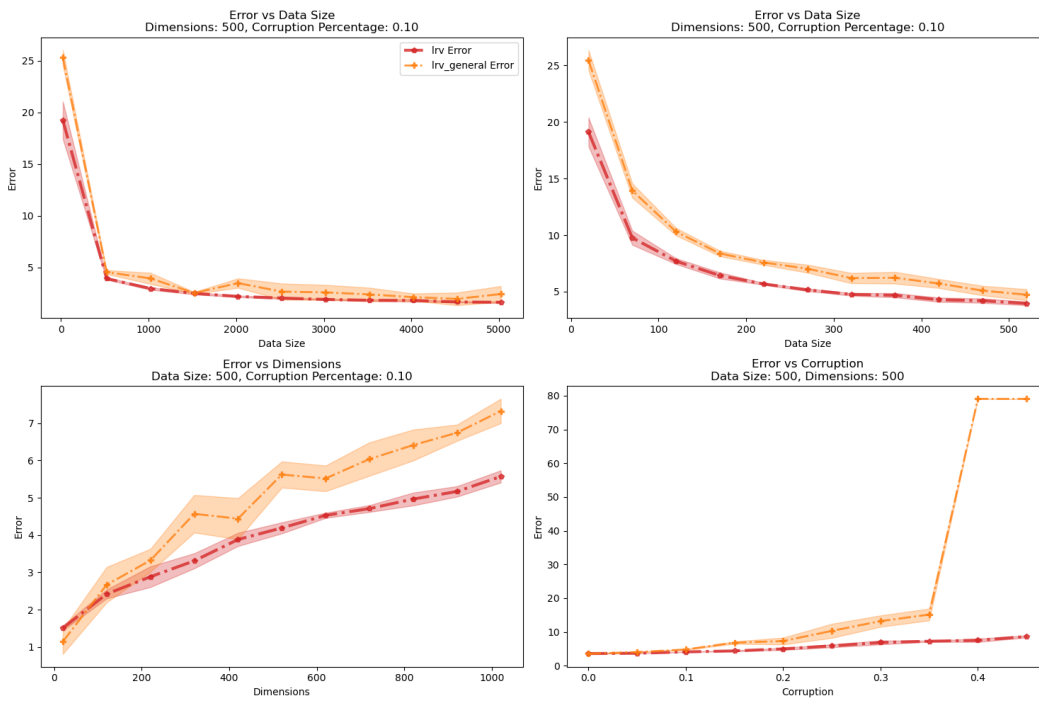 Error vs Data Size
Dimensions: 500, Corruption Percentage: 0.10
25
20
15
10
5
Error
0
1000
2000
3000
4000
5000
Data Size
lrv Error
lrv_general Error
Error vs Data Size
Dimensions: 500, Corruption Percentage: 0.10
25
20
15
10
5
Error
0
100
200
300
400
500
Data Size
Error vs Dimensions
Data Size: 500, Corruption Percentage: 0.10
7
6
5
4
3
2
1
Error
0
200
400
600
800
1000
Dimensions
Error vs Corruption
Data Size: 500, Dimensions: 500
80
70
60
50
40
30
20
10
0
Error
0.0
0.1
0.2
0.3
0.4
Corruption